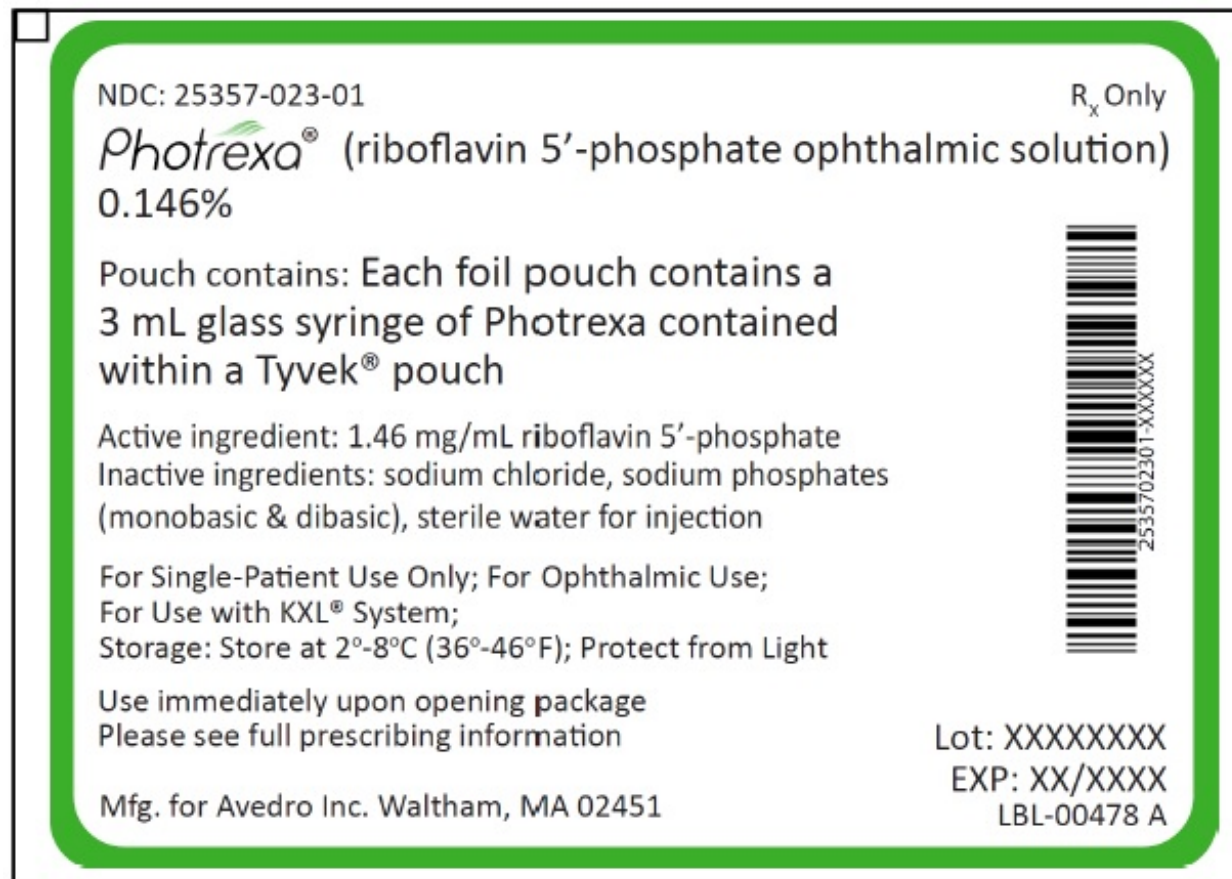 NDC: 25357-023-01
Rx Only
Photrexa® (riboflavin 5′-phosphate ophthalmic solution)
0.146%
Pouch contains: Each foil pouch contains a
3 mL glass syringe of Photrexa contained
within a Tyvek® pouch
Active ingredient: 1.46 mg/mL riboflavin 5′-phosphate
Inactive ingredients: sodium chloride, sodium phosphates
(monobasic & dibasic), sterile water for injection
For Single-Patient Use Only; For Ophthalmic Use;
For Use with KXL® System;
Storage: Store at 2°-8°C (36°-46°F); Protect from Light
Use immediately upon opening package
Please see full prescribing information
Mfg. for Avedro Inc. Waltham, MA 02451
2535702301-XXXXXX
Lot: XXXXXXXX
EXP: XX/XXXX
LBL-00478 A